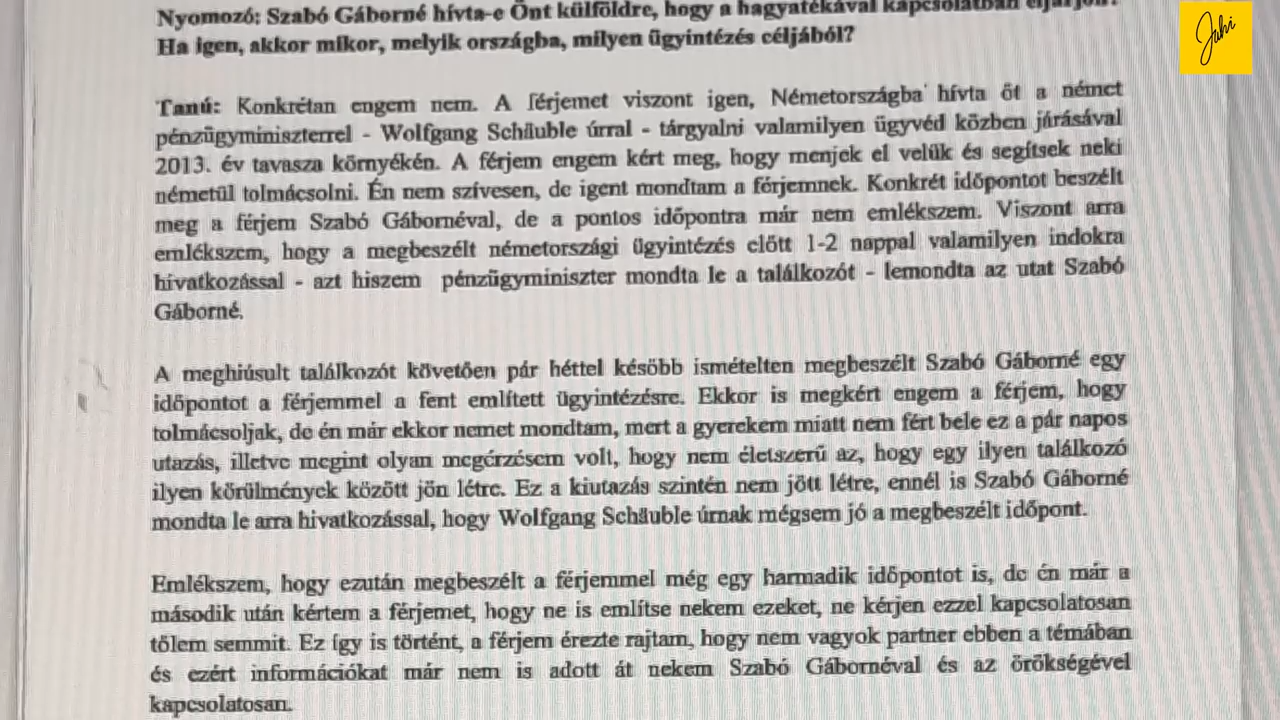 Nyomozó: Szabó Gáborné hívta-e Önt külföldre, hogy a hagyatékával kapcsolatban eljárjon?
Ha igen, akkor mikor, melyik országba, milyen ügyintézés céljából?
Tanú: Konkrétan engem nem. A férjemet viszont igen, Németországba hívta őt a német
pénzügyminiszterrel - Wolfgang Schäuble úrral - tárgyalni valamilyen ügyvéd közben járásával
2013. év tavasza környékén. A férjem engem kért meg, hogy menjek el velük és segítsek neki
németül tolmácsolni. Én nem szívesen, de igent mondtam a férjemnek. Konkrét időpontot beszélt
meg a férjem Szabó Gábornéval, de a pontos időpontra már nem emlékszem. Viszont arra
emlékszem, hogy a megbeszélt németországi ügyintézés előtt 1-2 nappal valamilyen indokra
hivatkozással - azt hiszem pénzügyminiszter mondta le a találkozót - lemondta az utat Szabó
Gáborné.
A meghiúsult találkozót követően pár héttel később ismételten megbeszélt Szabó Gáborné egy
időpontot a férjemmel a fent említett ügyintézésre. Ekkor is megkért engem a férjem, hogy
tolmácsoljak, de én már ekkor nemet mondtam, mert a gyerekem miatt nem fért bele ez a pár napos
utazás, illetve megint olyan megérzésem volt, hogy nem életszerű az, hogy egy ilyen találkozó
ilyen körülmények között jön létre. Ez a kiutazás szintén nem jött létre, ennél is Szabó Gáborné
mondta le arra hivatkozással, hogy Wolfgang Schäuble úrnak mégsem jó a megbeszélt időpont.
Emlékszem, hogy ezután megbeszélt a férjemmel még egy harmadik időpontot is, de én már a
második után kértem a férjemet, hogy ne is említse nekem ezeket, ne kérjen ezzel kapcsolatosan
tőlem semmit. Ez így is történt, a férjem érezte rajtam, hogy nem vagyok partner ebben a témában
és ezért információkat már nem is adott át nekem Szabó Gábornéval és az örökségével
kapcsolatosan.